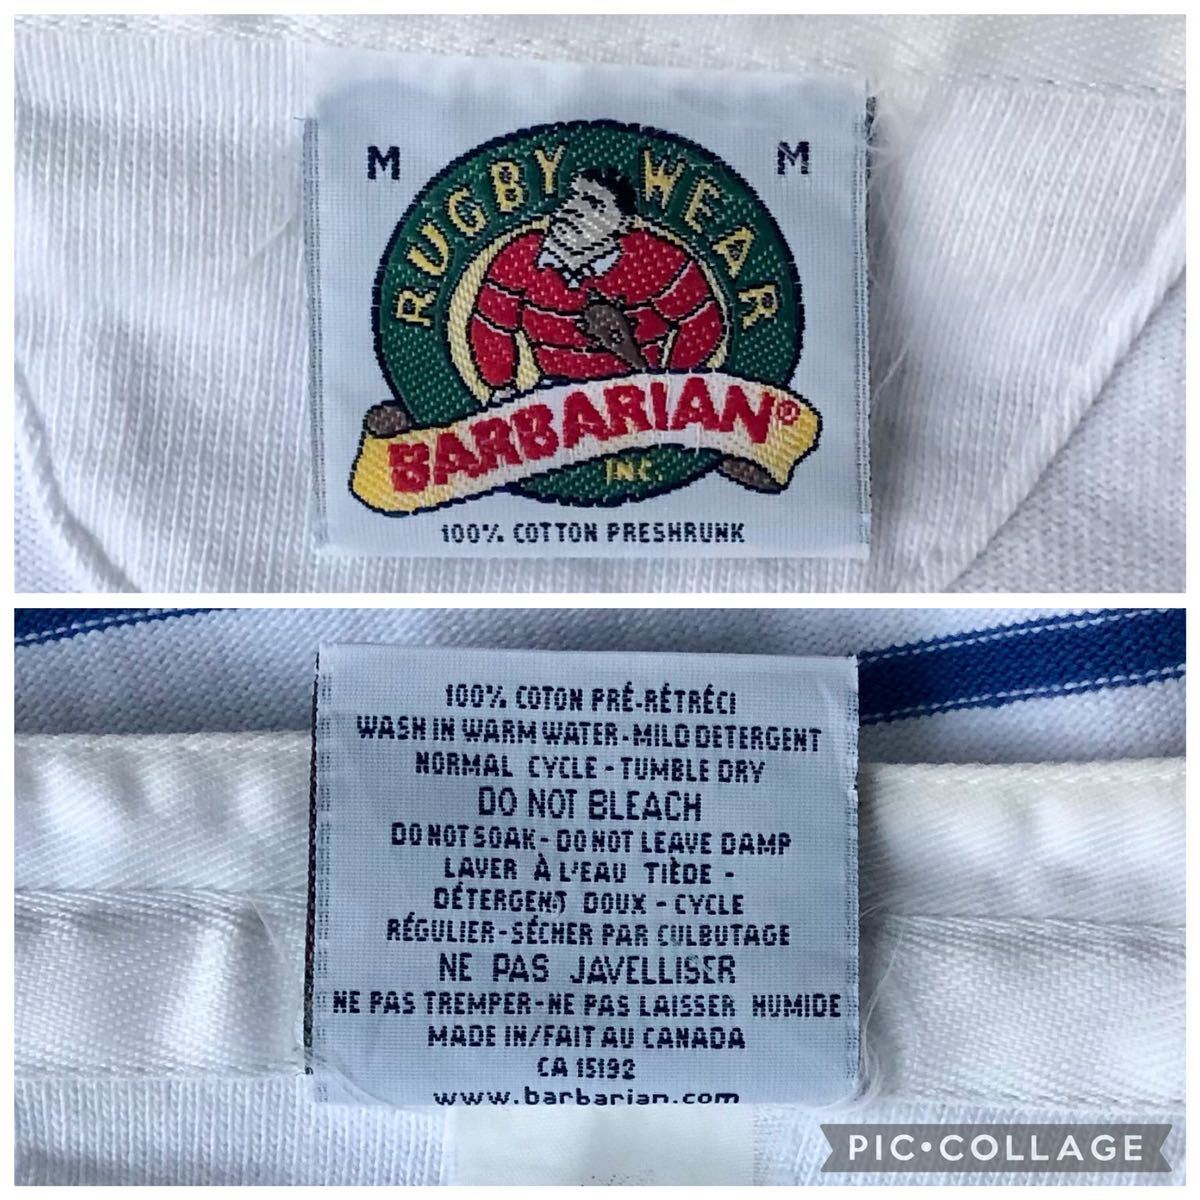 M M
RUGBY WEAR
BARBARIAN®
INC.
100% COTTON PRESHRUNK
100% COTON PRÉ-RÉTRÉCI
WASH IN WARM WATER-MILD DETERGENT
NORMAL CYCLE - TUMBLE DRY
DO NOT BLEACH
DO NOT SOAK - DO NOT LEAVE DAMP
LAVER À L'EAU TIÈDE -
DÉTERGENT DOUX - CYCLE
RÉGULIER-SÉCHER PAR CULBUTAGE
NE PAS JAVELLISER
NE PAS TREMPER-NE PAS LAISSER HUMIDE
MADE IN/FAIT AU CANADA
CA 15192
www.barbarian.com
PIC•COLLAGE